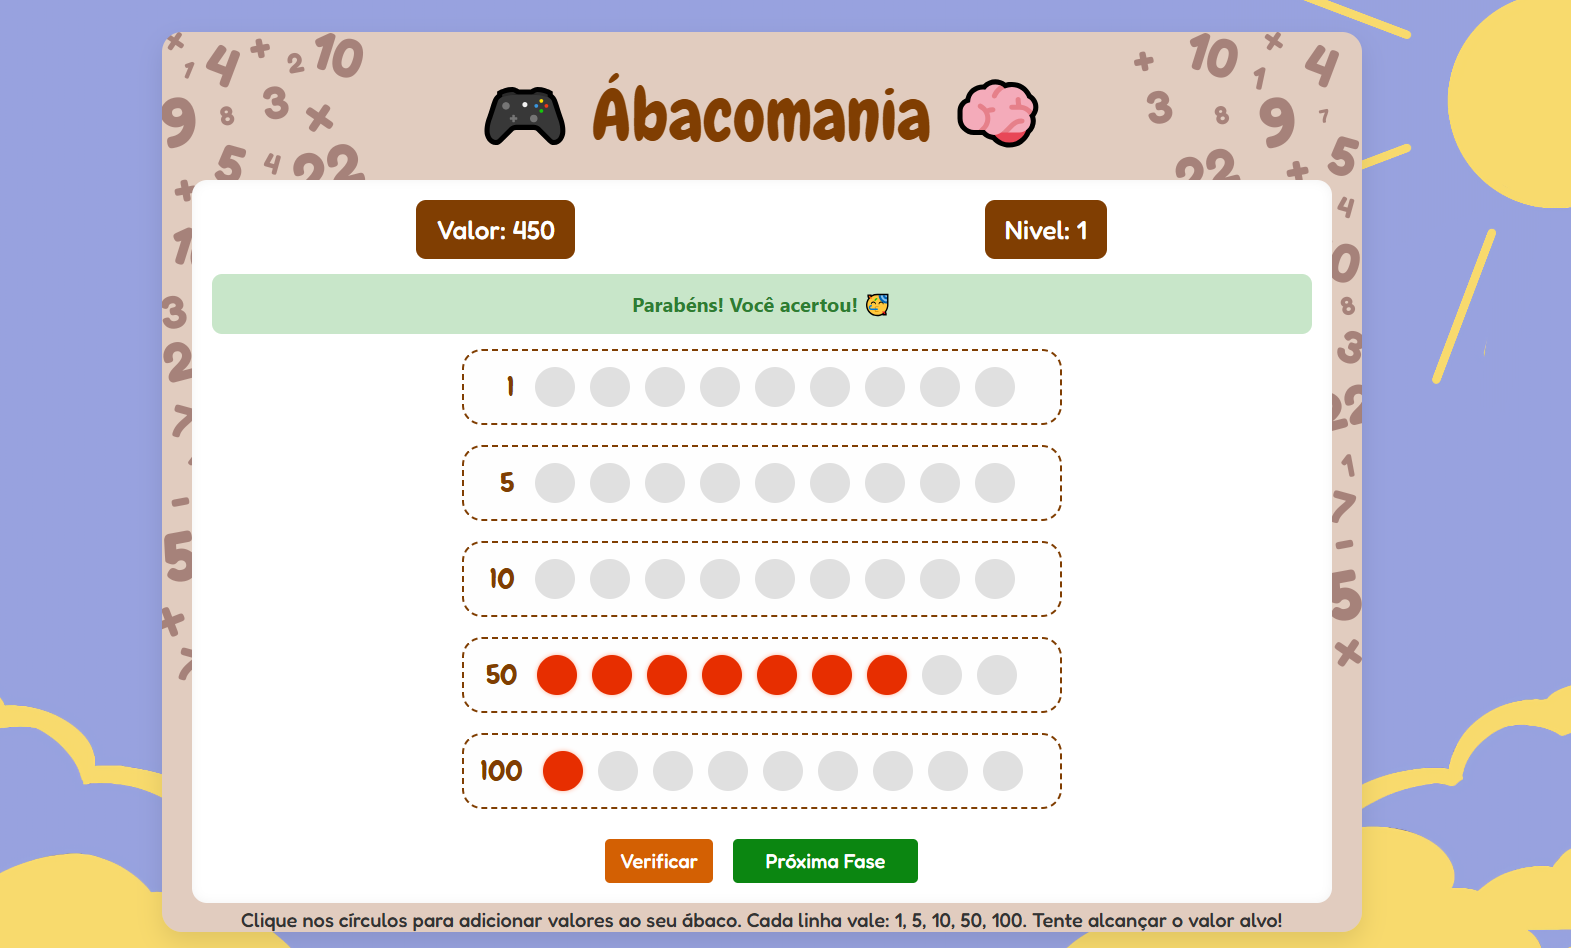 Ábacomania
Valor: 450
Nivel: 1
Parabéns! Você acertou!
1
5
10
50
100
Verificar
Próxima Fase
Clique nos círculos para adicionar valores ao seu ábaco. Cada linha vale: 1, 5, 10, 50, 100. Tente alcançar o valor alvo!